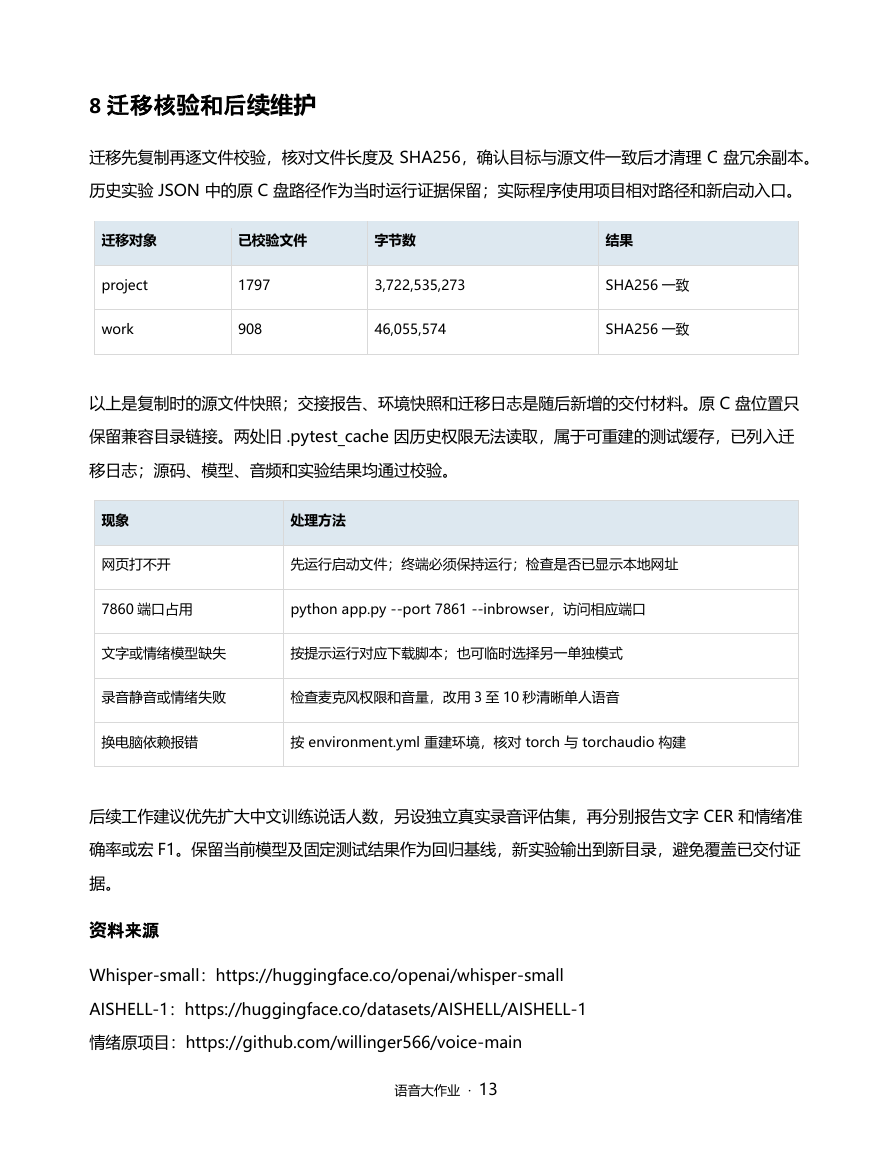 8 迁移核验和后续维护
迁移先复制再逐文件校验，核对文件长度及 SHA256，确认目标与源文件一致后才清理 C 盘冗余副本。
历史实验 JSON 中的原 C 盘路径作为当时运行证据保留；实际程序使用项目相对路径和新启动入口。
迁移对象 已校验文件 字节数 结果
project 1797 3,722,535,273 SHA256 一致
work 908 46,055,574 SHA256 一致
以上是复制时的源文件快照；交接报告、环境快照和迁移日志是随后新增的交付材料。原 C 盘位置只
保留兼容目录链接。两处旧 .pytest_cache 因历史权限无法读取，属于可重建的测试缓存，已列入迁
移日志；源码、模型、音频和实验结果均通过校验。
现象 处理方法
网页打不开 先运行启动文件；终端必须保持运行；检查是否已显示本地网址
7860 端口占用 python app.py --port 7861 --inbrowser，访问相应端口
文字或情绪模型缺失 按提示运行对应下载脚本；也可临时选择另一单独模式
录音静音或情绪失败 检查麦克风权限和音量，改用 3 至 10 秒清晰单人语音
换电脑依赖报错 按 environment.yml 重建环境，核对 torch 与 torchaudio 构建
后续工作建议优先扩大中文训练说话人数，另设独立真实录音评估集，再分别报告文字 CER 和情绪准
确率或宏 F1。保留当前模型及固定测试结果作为回归基线，新实验输出到新目录，避免覆盖已交付证
据。
资料来源
Whisper-small：https://huggingface.co/openai/whisper-small
AISHELL-1：https://huggingface.co/datasets/AISHELL/AISHELL-1
情绪原项目：https://github.com/willinger566/voice-main
语音大作业 · 13